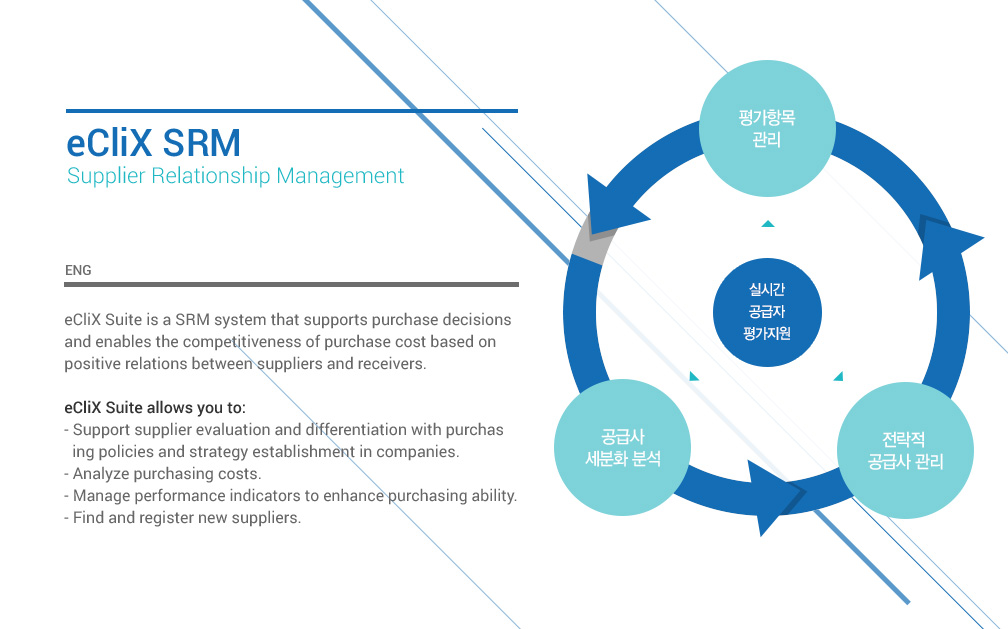 eCliX SRM
Supplier Relationship Management
ENG
eCliX Suite is a SRM system that supports purchase decisions
and enables the competitiveness of purchase cost based on
positive relations between suppliers and receivers.
eCliX Suite allows you to:
- Support supplier evaluation and differentiation with purchas
ing policies and strategy establishment in companies.
- Analyze purchasing costs.
- Manage performance indicators to enhance purchasing ability.
- Find and register new suppliers.
평가항목
관리
실시간
공급자
평가지원
공급사
세분화 분석
전략적
공급사 관리